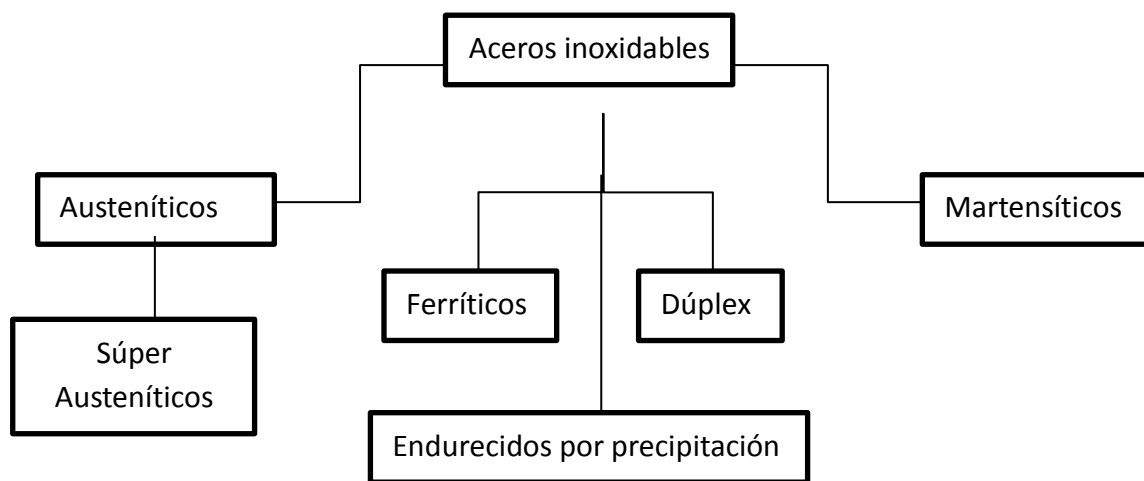 Aceros inoxidables
Austeníticos
Martensíticos
Ferríticos
Dúplex
Súper
Austeníticos
Endurecidos por precipitación